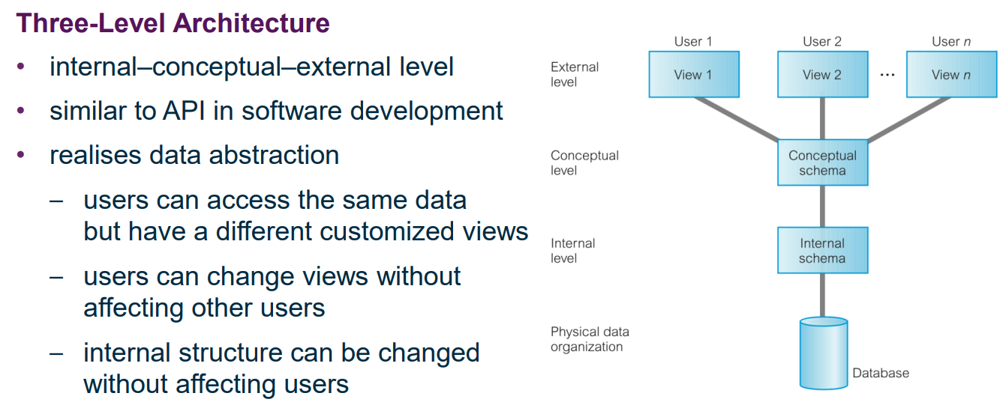 Three-Level Architecture
• internal–conceptual–external level
• similar to API in software development
• realises data abstraction
– users can access the same data
but have a different customized views
– users can change views without
affecting other users
– internal structure can be changed
without affecting users
User 1
User 2
User n
External
level
View 1
View 2
...
View n
Conceptual
level
Conceptual
schema
Internal
level
Internal
schema
Physical data
organization
Database